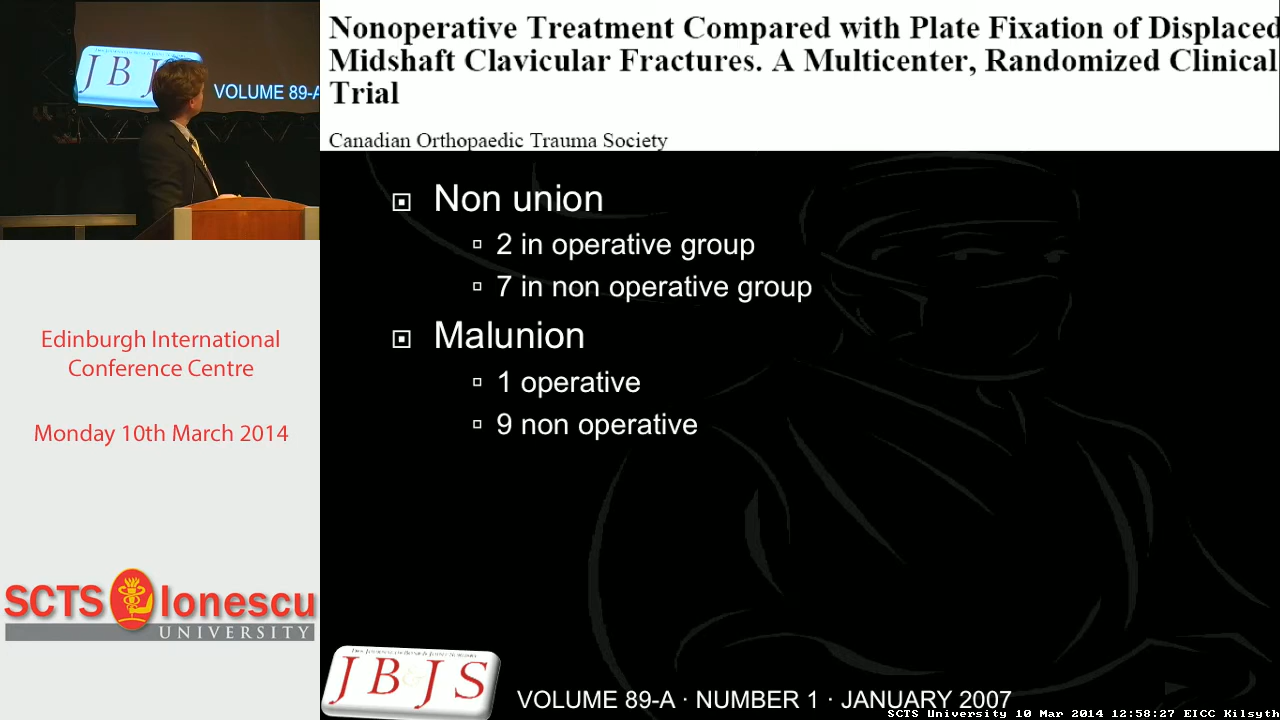 JBJS
VOLUME 89-A
Nonoperative Treatment Compared with Plate Fixation of Displaced
Midshaft Clavicular Fractures. A Multicenter, Randomized Clinical
Trial
Canadian Orthopaedic Trauma Society
Non union
2 in operative group
7 in non operative group
Malunion
1 operative
9 non operative
Edinburgh International
Conference Centre
Monday 10th March 2014
SCTS Ionescu
UNIVERSITY
JB&JS
VOLUME 89-A · NUMBER 1 · JANUARY 2007
SCTS University 10 Mar 2014 12:58:27 EICC Kilsyth